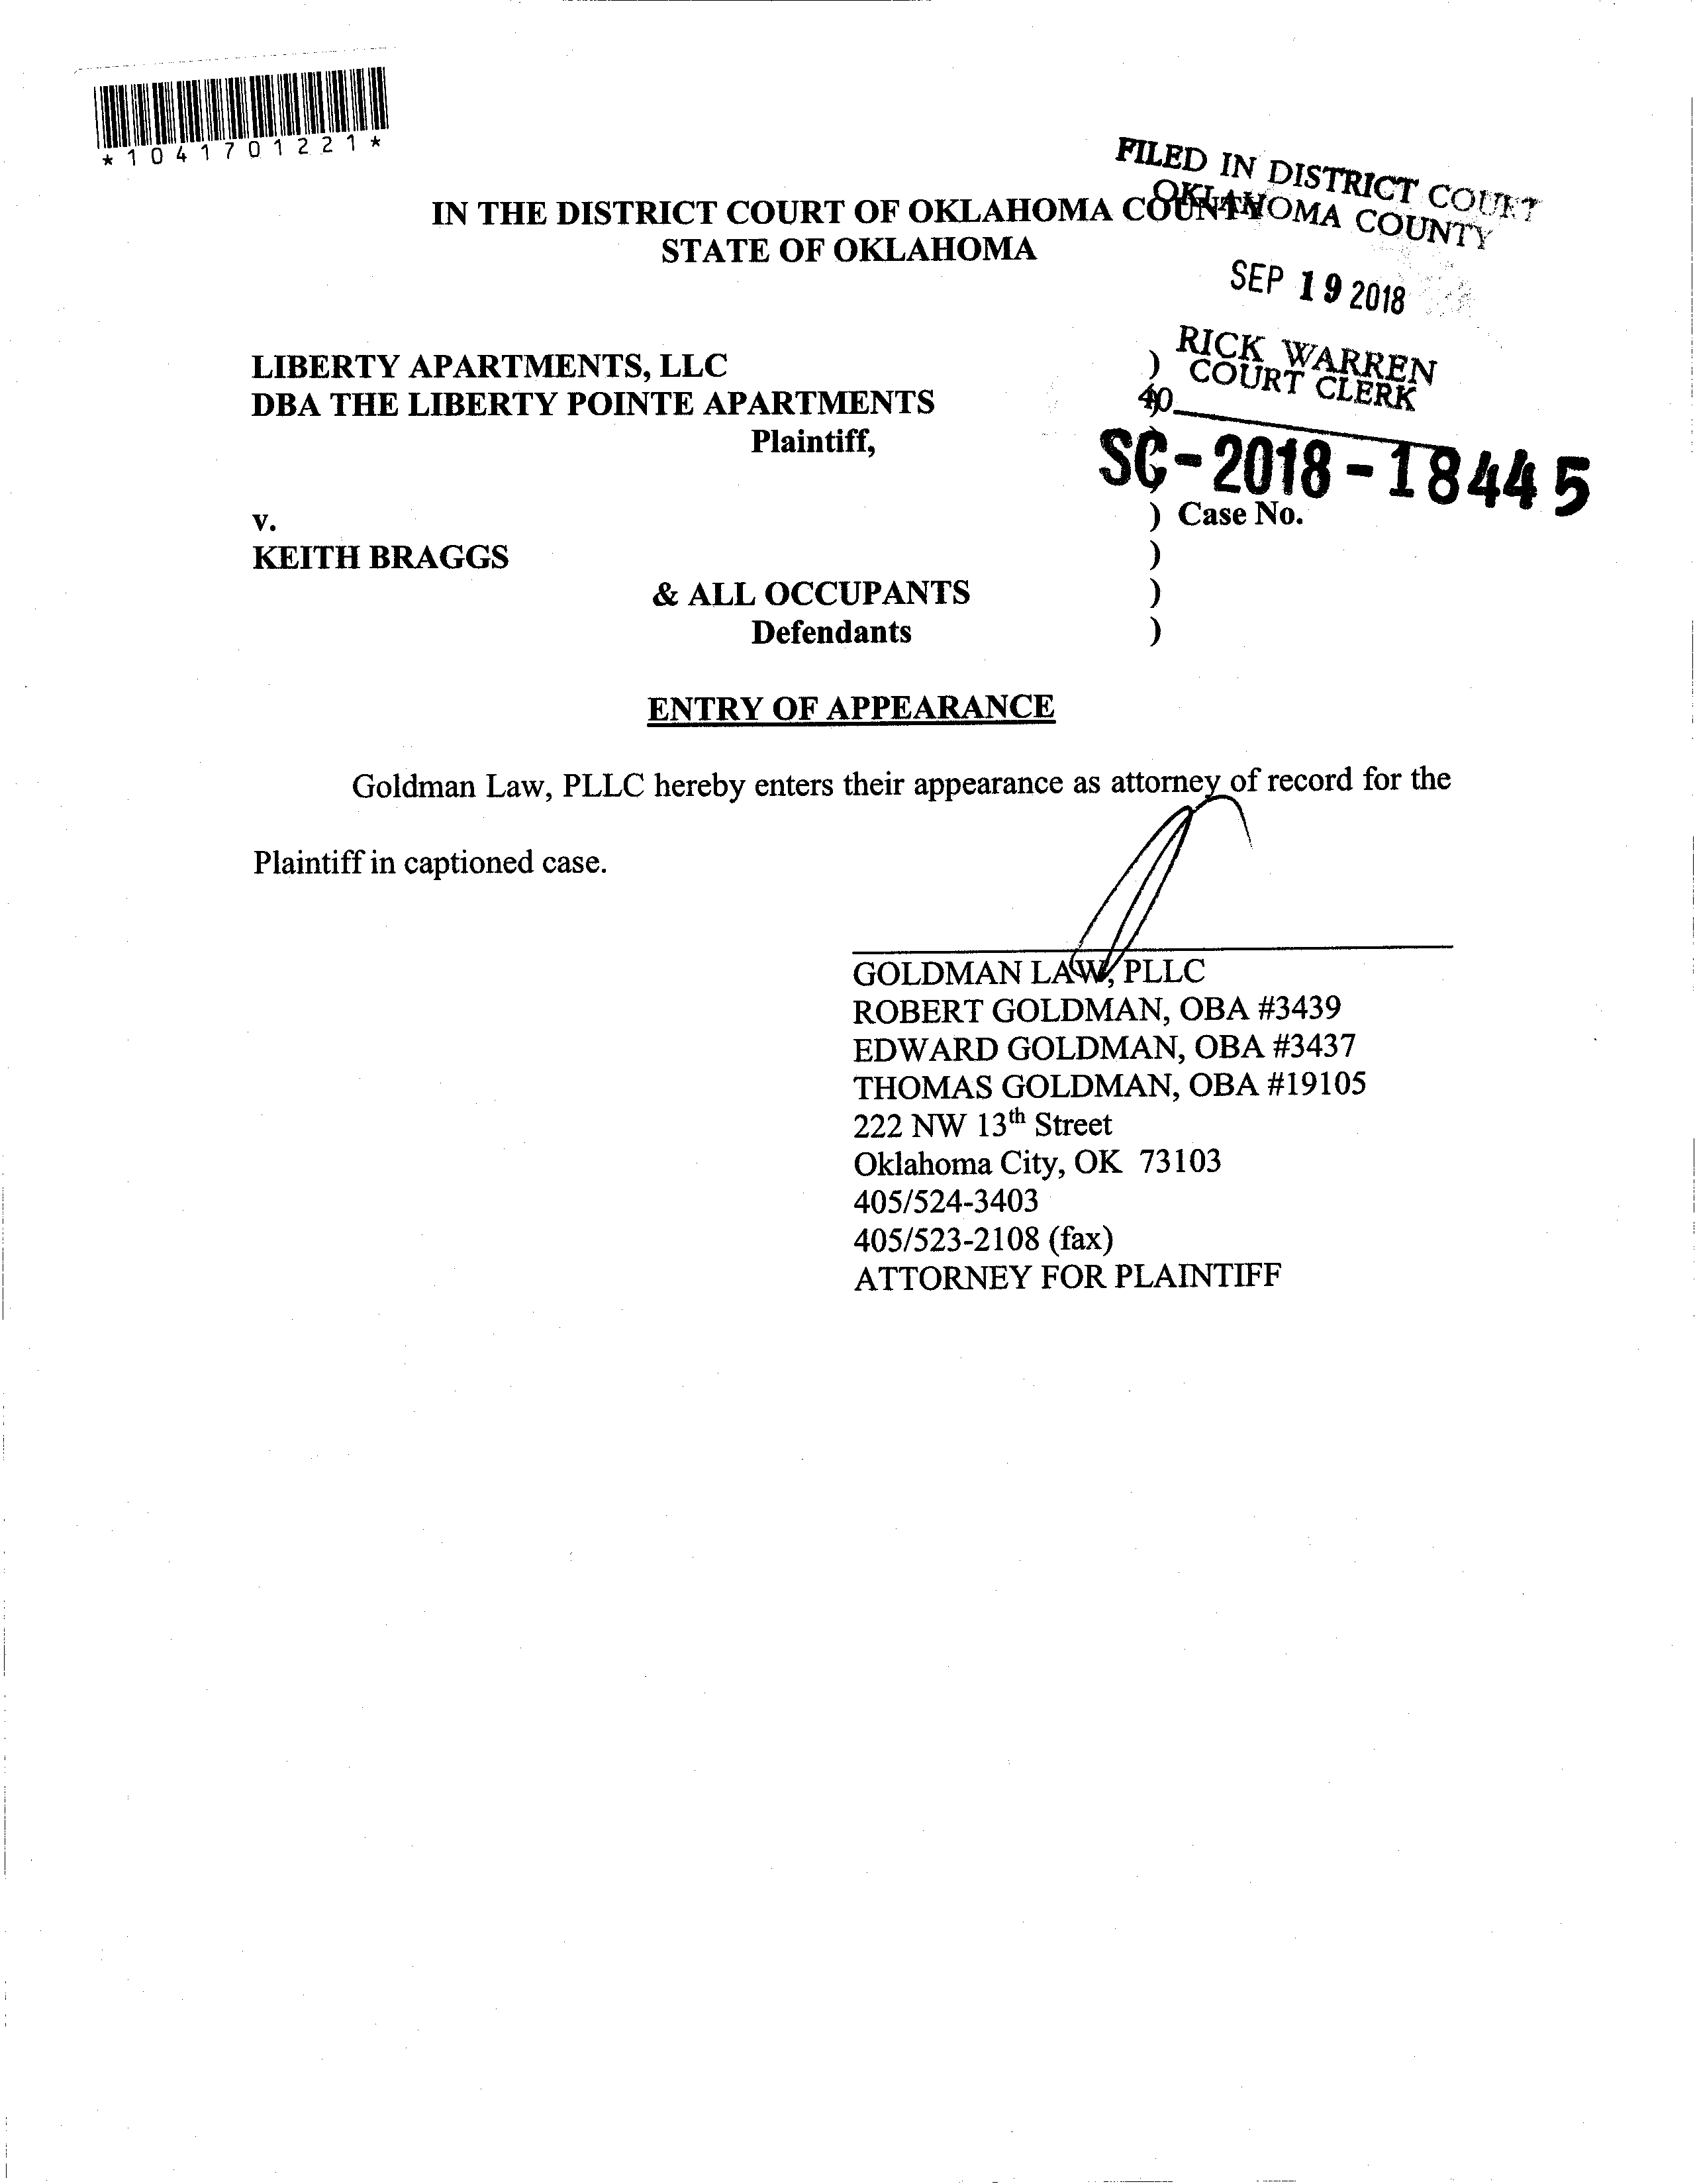 *1041701221*
FILED IN DISTRICT COURT
OKLAHOMA COUNTY
IN THE DISTRICT COURT OF OKLAHOMA COUNTY
STATE OF OKLAHOMA
SEP 19 2018
RICK WARREN
COURT CLERK
40
SC-2018-18445
LIBERTY APARTMENTS, LLC )
DBA THE LIBERTY POINTE APARTMENTS )
Plaintiff, )
v. ) Case No.
KEITH BRAGGS )
& ALL OCCUPANTS )
Defendants )
ENTRY OF APPEARANCE
Goldman Law, PLLC hereby enters their appearance as attorney of record for the
Plaintiff in captioned case.
GOLDMAN LAW, PLLC
ROBERT GOLDMAN, OBA #3439
EDWARD GOLDMAN, OBA #3437
THOMAS GOLDMAN, OBA #19105
222 NW 13th Street
Oklahoma City, OK 73103
405/524-3403
405/523-2108 (fax)
ATTORNEY FOR PLAINTIFF